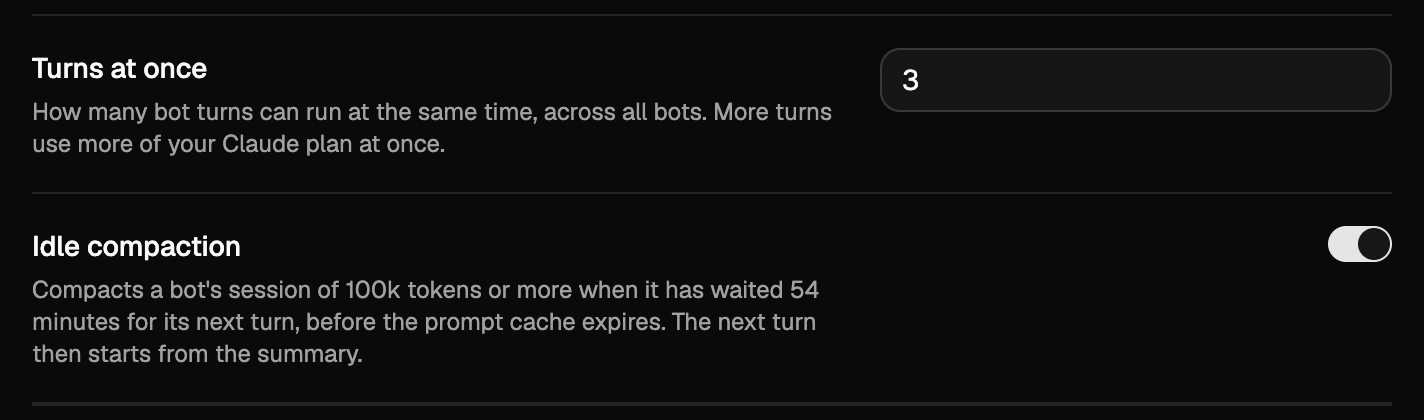 Turns at once
3
How many bot turns can run at the same time, across all bots. More turns
use more of your Claude plan at once.
Idle compaction
Compacts a bot's session of 100k tokens or more when it has waited 54
minutes for its next turn, before the prompt cache expires. The next turn
then starts from the summary.